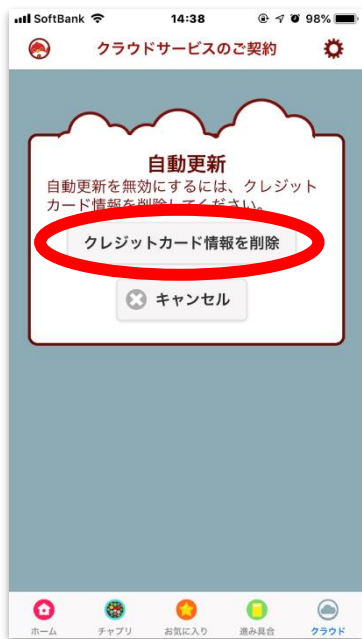 SoftBank 14:38 98%
クラウドサービスのご契約
自動更新
自動更新を無効にするには、クレジット
カード情報を削除してください。
クレジットカード情報を削除
キャンセル
ホーム チャプリ お気に入り 進み具合 クラウド